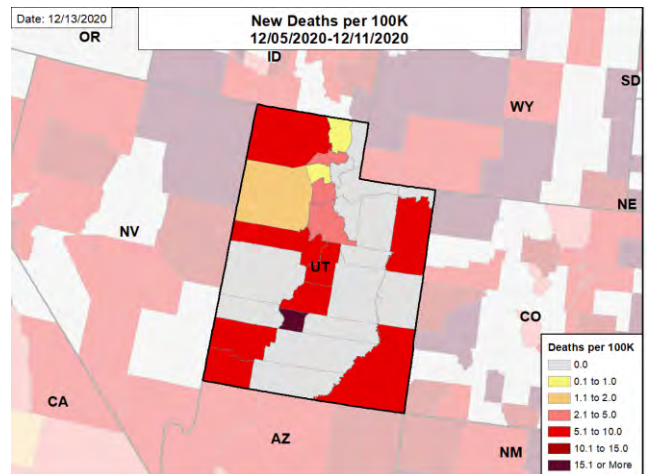 Date: 12/13/2020
New Deaths per 100K
12/05/2020-12/11/2020
OR
ID
SD
WY
NE
NV
UT
CO
CA
AZ
NM
Deaths per 100K
0.0
0.1 to 1.0
1.1 to 2.0
2.1 to 5.0
5.1 to 10.0
10.1 to 15.0
15.1 or More